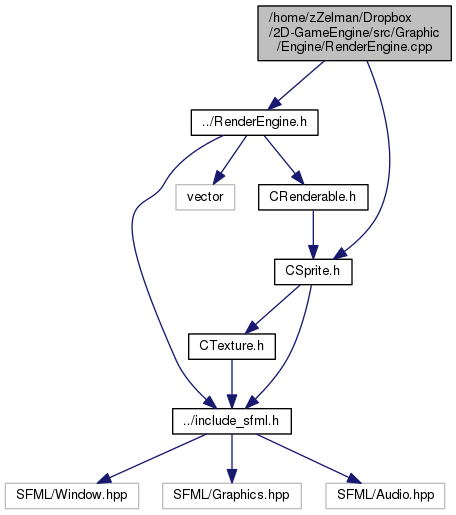 /home/zZelman/Dropbox
/2D-GameEngine/src/Graphic
/Engine/RenderEngine.cpp
../RenderEngine.h
vector
CRenderable.h
CSprite.h
CTexture.h
../include_sfml.h
SFML/Window.hpp
SFML/Graphics.hpp
SFML/Audio.hpp